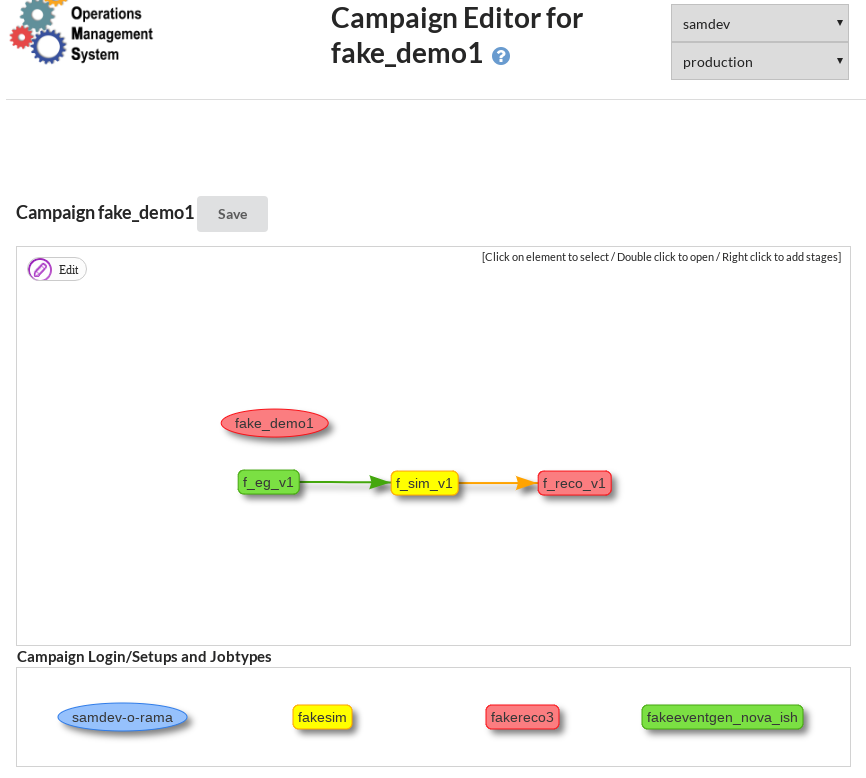 Operations
Management
System
Campaign Editor for
fake_demo1 ?
samdev
production
Campaign fake_demo1 Save
Edit
[Click on element to select / Double click to open / Right click to add stages]
fake_demo1
f_eg_v1 f_sim_v1 f_reco_v1
Campaign Login/Setups and Jobtypes
samdev-o-rama fakesim fakereco3 fakeeventgen_nova_ish